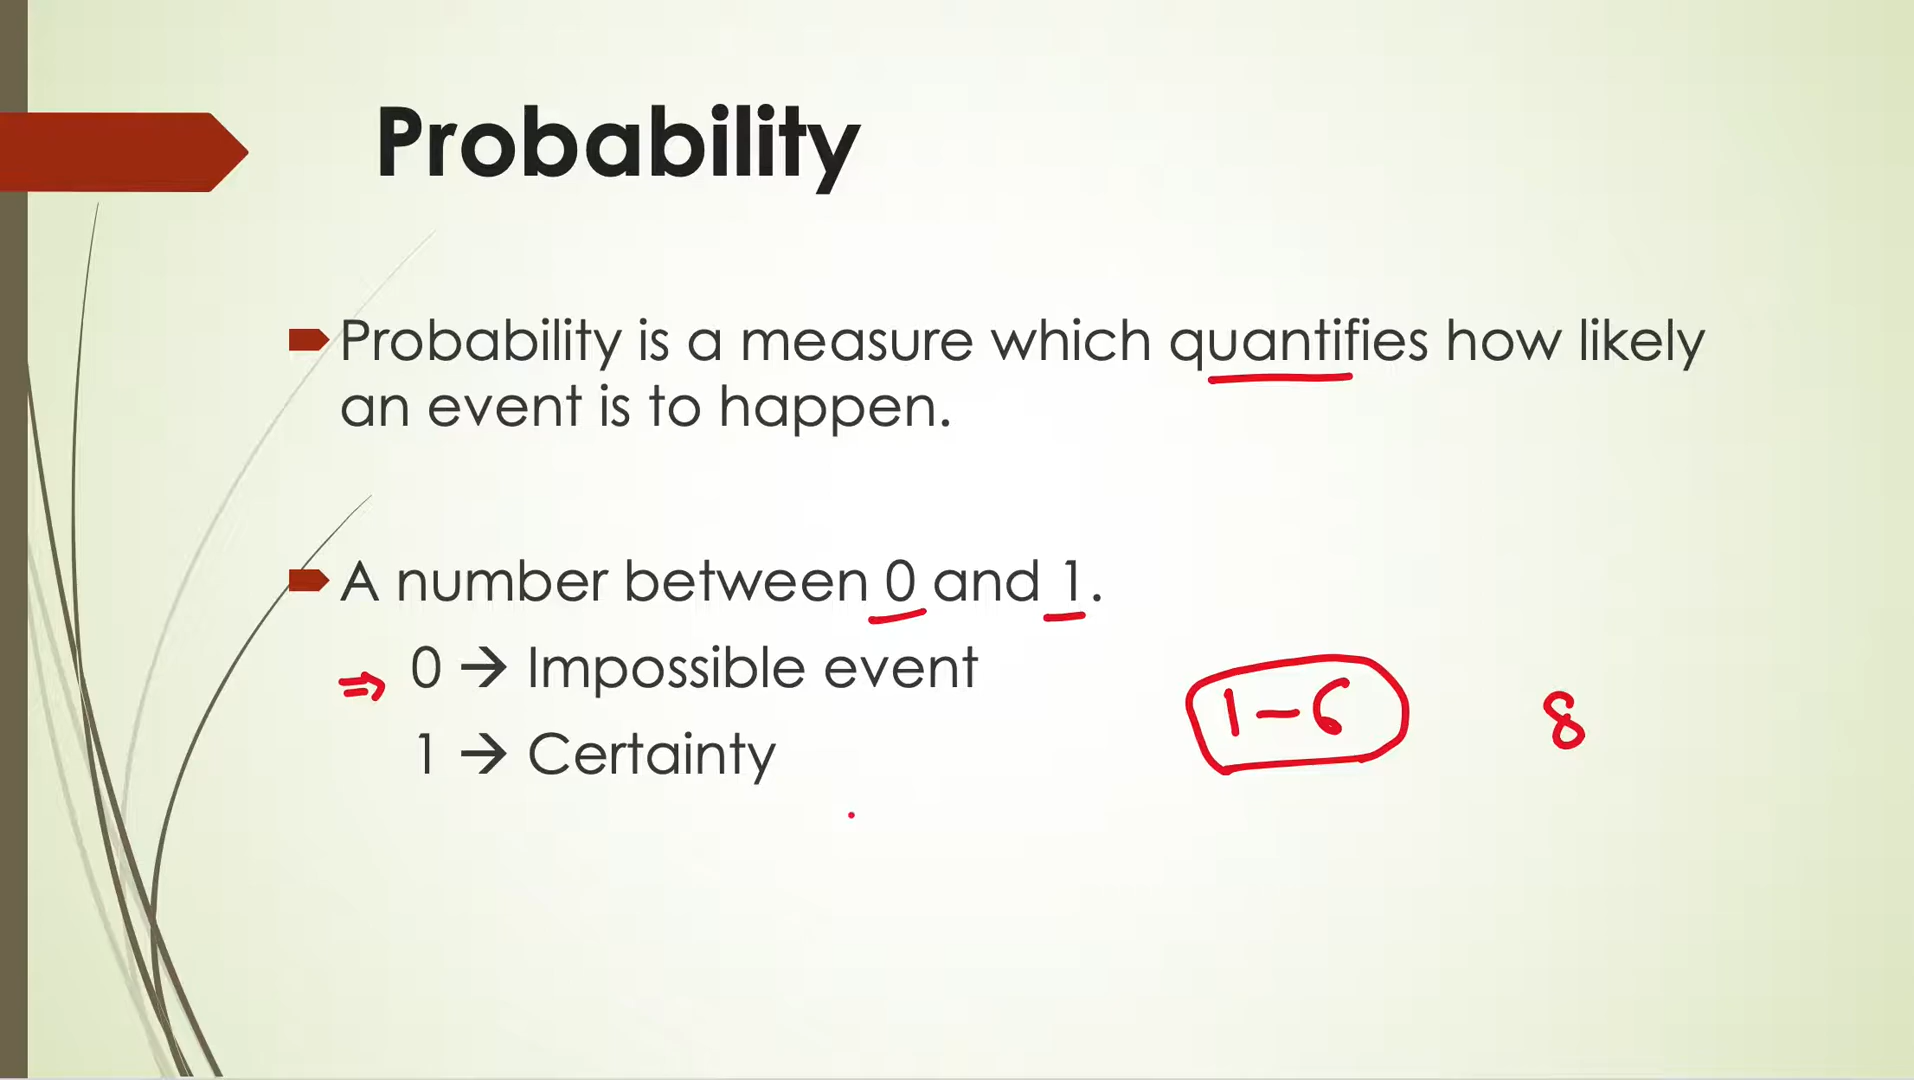 Probability
Probability is a measure which quantifies how likely
an event is to happen.
A number between 0 and 1.
⇒ 0 → Impossible event
1 → Certainty
1-6 8